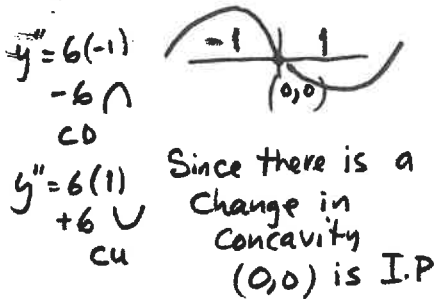 y" = 6(-1)
-6 ∩
CD
y" = 6(1)
+6 ∪
CU
-1 1
(0,0)
Since there is a
change in
concavity
(0,0) is I.P